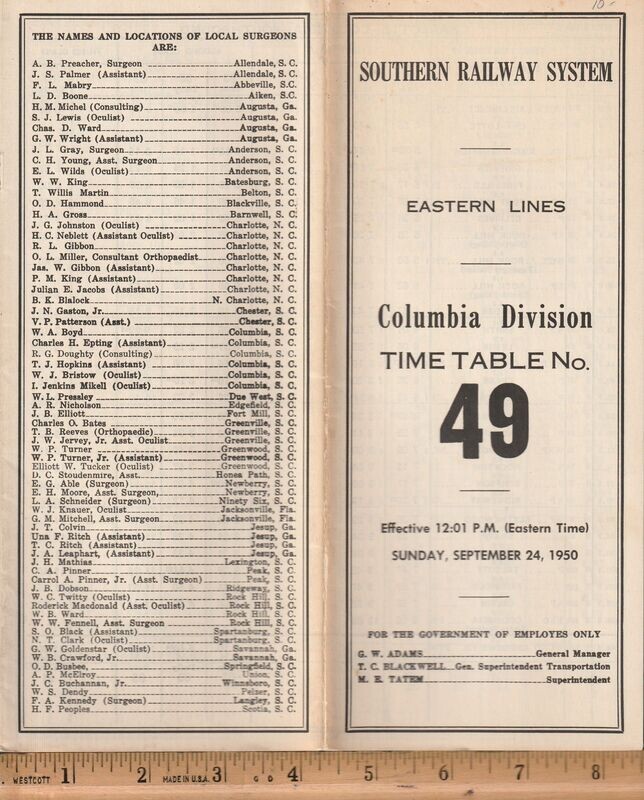 THE NAMES AND LOCATIONS OF LOCAL SURGEONS
ARE:
A. B. Preacher, Surgeon Allendale, S. C.
J. S. Palmer (Assistant) Allendale, S. C.
F. L. Mabry Abbeville, S.C.
L. D. Boone Aiken, S.C.
H. M. Michel (Consulting) Augusta, Ga.
S. J. Lewis (Oculist) Augusta, Ga.
Chas. D. Ward Augusta, Ga.
G. W. Wright (Assistant) Augusta, Ga.
J. L. Gray, Surgeon Anderson, S. C.
C. H. Young, Asst. Surgeon Anderson, S. C.
E. L. Wilds (Oculist) Anderson, S. C.
W. W. King Batesburg, S. C.
T. Willis Martin Belton, S. C.
O. D. Hammond Blackville, S. C.
H. A. Gross Barnwell, S. C.
J. G. Johnston (Oculist) Charlotte, N. C.
H. C. Neblett (Assistant Oculist) Charlotte, N. C.
R. L. Gibbon Charlotte, N. C.
O. L. Miller, Consultant Orthopaedist Charlotte, N. C.
Jas. W. Gibbon (Assistant) Charlotte, N. C.
P. M. King (Assistant) Charlotte, N. C.
Julian E. Jacobs (Assistant) Charlotte, N. C.
B. K. Blalock N. Charlotte, N. C.
J. N. Gaston, Jr. Chester, S. C.
V. P. Patterson (Asst.) Chester, S. C.
W. A. Boyd Columbia, S. C.
Charles H. Epting (Assistant) Columbia, S. C.
R. G. Doughty (Consulting) Columbia, S. C.
T. J. Hopkins (Assistant) Columbia, S. C.
W. J. Bristow (Oculist) Columbia, S. C.
I. Jenkins Mikell (Oculist) Columbia, S. C.
W. L. Pressley Due West, S. C.
A. R. Nicholson Edgefield, S. C.
J. B. Elliott Fort Mill, S. C.
Charles O. Bates Greenville, S. C.
T. B. Reeves (Orthopaedic) Greenville, S. C.
J. W. Jervey, Jr. Asst. Oculist Greenville, S. C.
W. P. Turner Greenwood, S. C.
W. P. Turner, Jr. (Assistant) Greenwood, S. C.
Elliott W. Tucker (Oculist) Greenwood, S. C.
D. C. Stoudenmire, Asst. Honea Path, S. C.
E. G. Able (Surgeon) Newberry, S. C.
E. H. Moore, Asst. Surgeon, Newberry, S. C.
L. A. Schneider (Surgeon) Ninety Six, S. C.
W. J. Knauer, Oculist Jacksonville, Fla.
G. M. Mitchell, Asst. Surgeon Jacksonville, Fla.
J. T. Colvin Jesup, Ga.
Una F. Ritch (Assistant) Jesup, Ga.
T. C. Ritch (Assistant) Jesup, Ga.
J. A. Leaphart, (Assistant) Jesup, Ga.
J. H. Mathias Lexington, S. C.
C. A. Pinner Peak, S. C.
Carrol A. Pinner, Jr. (Asst. Surgeon) Peak, S. C.
J. B. Dobson Ridgeway, S. C.
W. C. Twitty (Oculist) Rock Hill, S. C.
Roderick Macdonald (Asst. Oculist) Rock Hill, S. C.
W. B. Ward Rock Hill, S. C.
W. W. Fennell, Asst. Surgeon Rock Hill, S. C.
S. O. Black (Assistant) Spartanburg, S. C.
N. T. Clark (Oculist) Spartanburg, S. C.
G. W. Goldenstar (Oculist) Savannah, Ga.
W. B. Crawford, Jr. Savannah, Ga.
O. D. Busbee, Springfield, S. C.
A. P. McElroy Union, S. C.
J. C. Buchannan, Jr. Winnsboro, S. C.
W. S. Dendy Pelzer, S. C.
F. A. Kennedy (Surgeon) Langley, S. C.
H. F. Peoples Scotia, S. C.
10-
SOUTHERN RAILWAY SYSTEM
EASTERN LINES
Columbia Division
TIME TABLE No.
49
Effective 12:01 P.M. (Eastern Time)
SUNDAY, SEPTEMBER 24, 1950
FOR THE GOVERNMENT OF EMPLOYES ONLY
G. W. ADAMS General Manager
T. C. BLACKWELL Gen. Superintendent Transportation
M. E. TATEM Superintendent
WESTCOTT 1 2 MADE IN U.S.A. 3 4 5 6 7 8